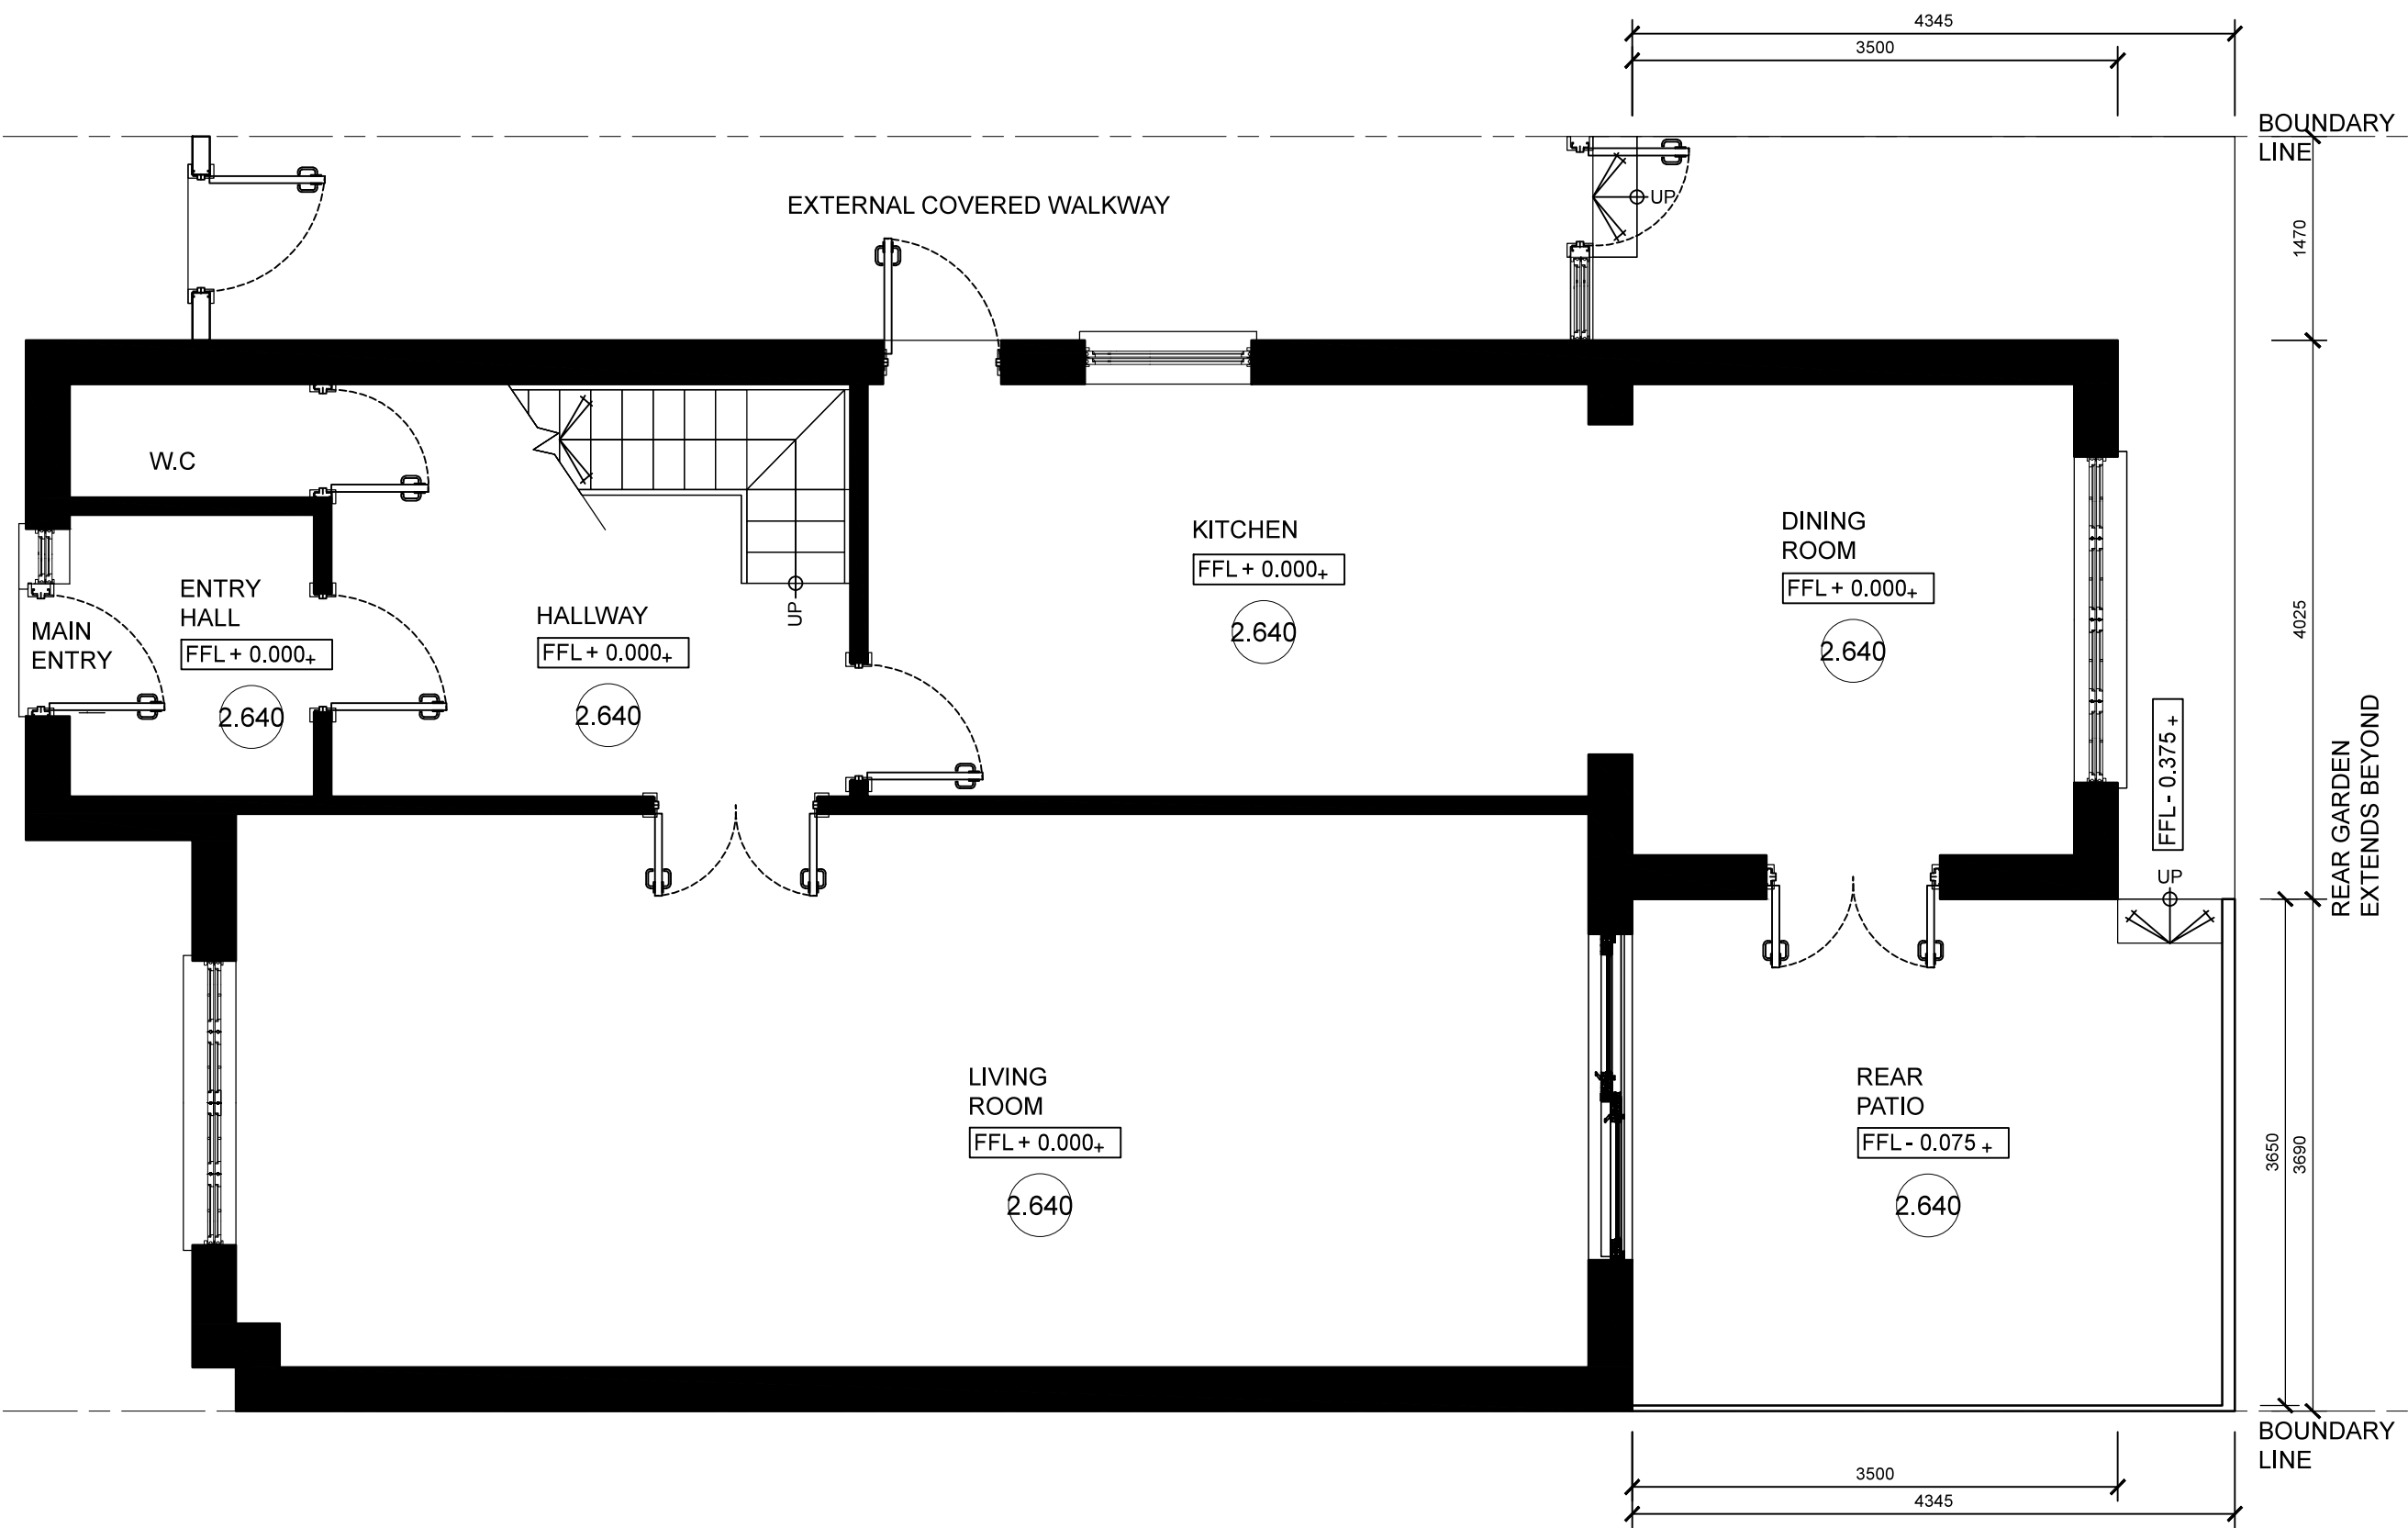 4345
3500
BOUNDARY
LINE
EXTERNAL COVERED WALKWAY
UP
1470
W.C
KITCHEN
FFL + 0.000+
2.640
DINING
ROOM
FFL + 0.000+
2.640
ENTRY
HALL
FFL + 0.000+
2.640
MAIN
ENTRY
HALLWAY
FFL + 0.000+
2.640
UP
4025
FFL - 0.375 +
REAR GARDEN
EXTENDS BEYOND
UP
LIVING
ROOM
FFL + 0.000+
2.640
REAR
PATIO
FFL - 0.075 +
2.640
3650
3690
BOUNDARY
LINE
3500
4345